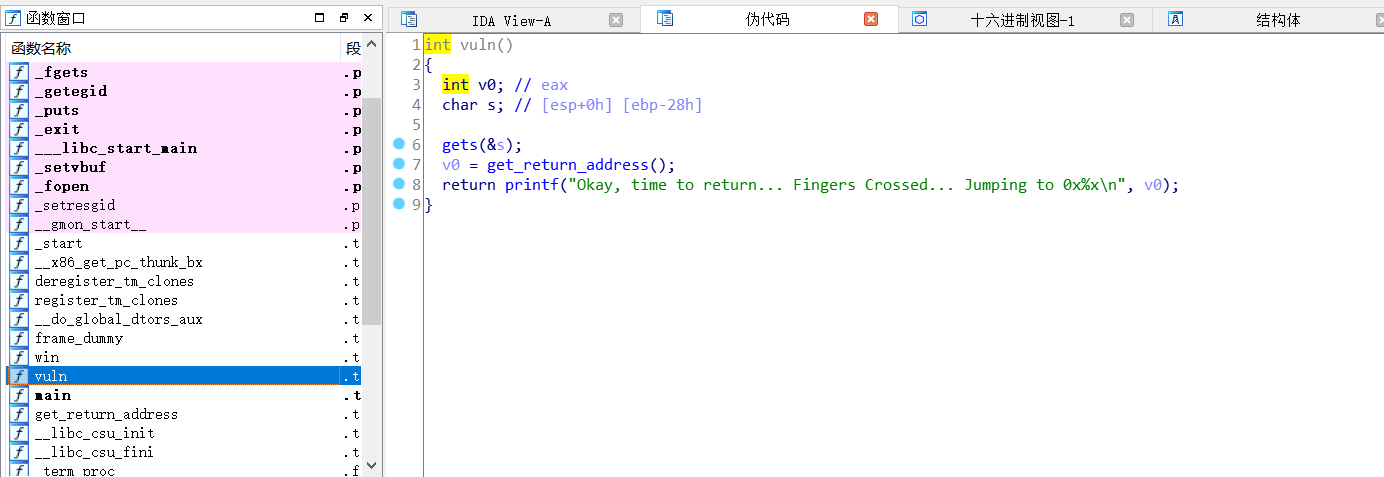 函数窗口
函数名称 段
_fgets .p
_getegid .p
_puts .p
_exit .p
___libc_start_main .p
_setvbuf .p
_fopen .p
_setresgid .p
__gmon_start__ .p
_start .t
__x86_get_pc_thunk_bx .t
deregister_tm_clones .t
register_tm_clones .t
__do_global_dtors_aux .t
frame_dummy .t
win .t
vuln .t
main .t
get_return_address .t
__libc_csu_init .t
__libc_csu_fini .t
_term_proc .f
IDA View-A 伪代码 十六进制视图-1 结构体
1 int vuln()
2 {
3 int v0; // eax
4 char s; // [esp+0h] [ebp-28h]
5
6 gets(&s);
7 v0 = get_return_address();
8 return printf("Okay, time to return... Fingers Crossed... Jumping to 0x%x\n", v0);
9 }